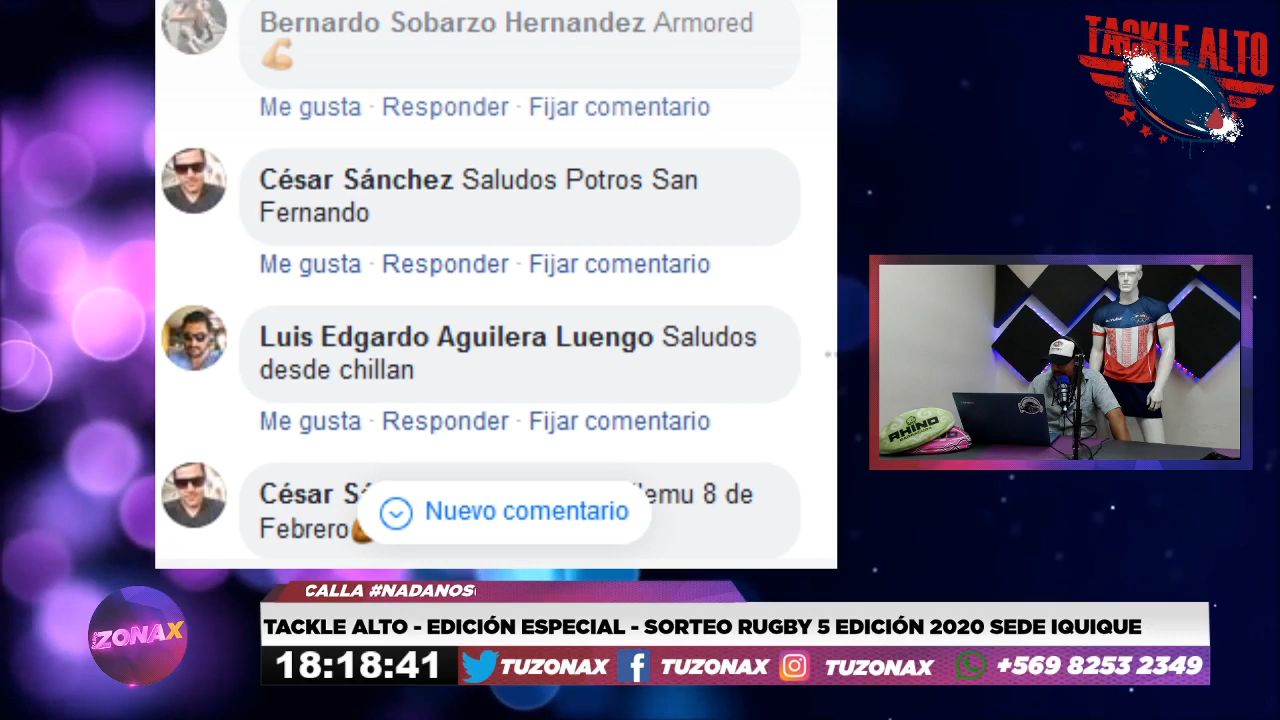 Bernardo Sobarzo Hernandez Armored
Me gusta · Responder · Fijar comentario
César Sánchez Saludos Potros San
Fernando
Me gusta · Responder · Fijar comentario
Luis Edgardo Aguilera Luengo Saludos
desde chillan
Me gusta · Responder · Fijar comentario
César
8 de
Febrero
Nuevo comentario
TACKLE ALTO
RHINO
ZONAX
CALLA #NADANOS
TACKLE ALTO - EDICIÓN ESPECIAL - SORTEO RUGBY 5 EDICIÓN 2020 SEDE IQUIQUE
18:18:41 TUZONAX TUZONAX TUZONAX +569 8253 2349